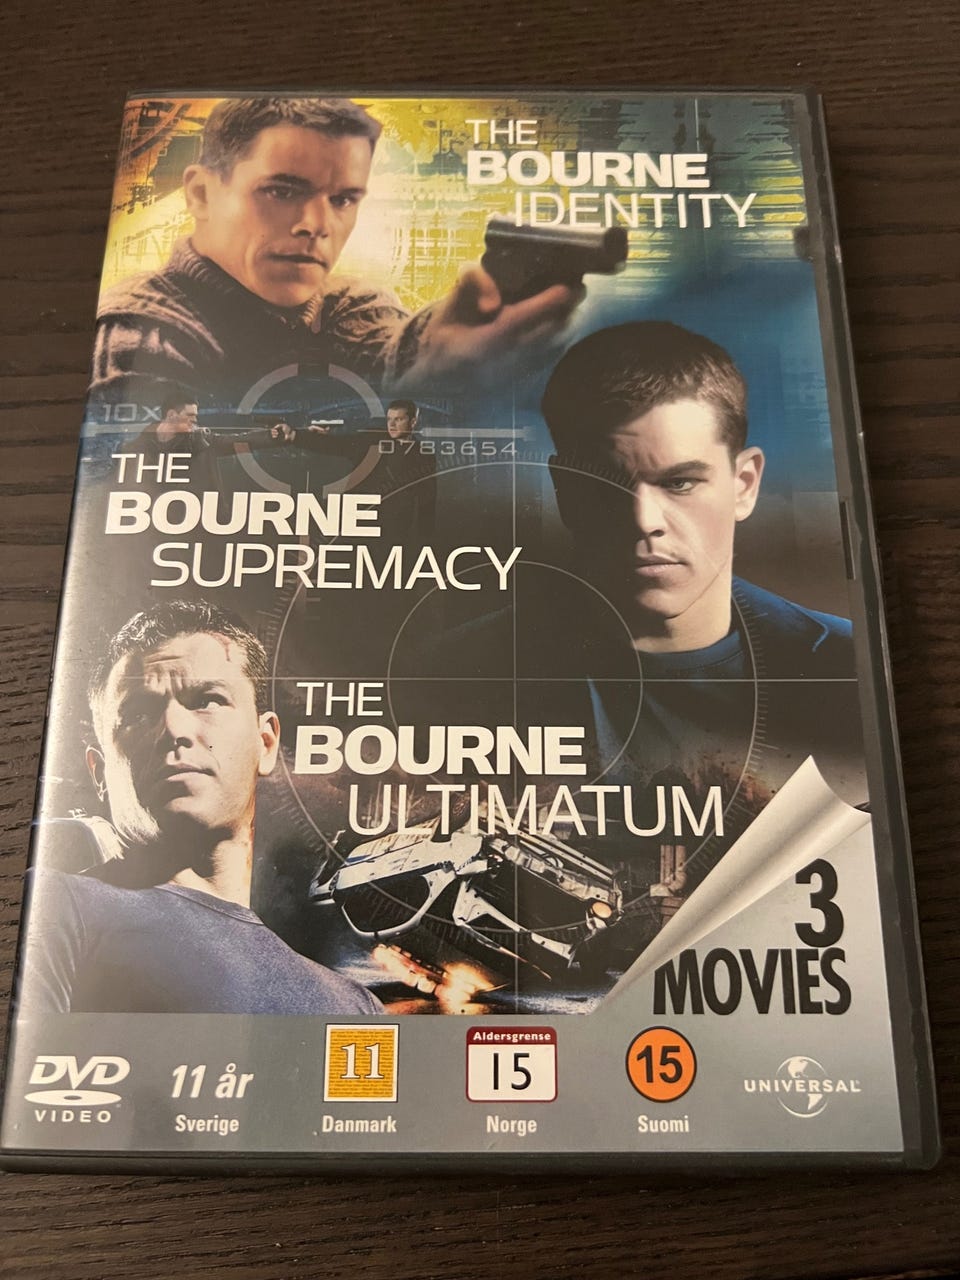 THE
BOURNE
IDENTITY
10x
0783654
THE
BOURNE
SUPREMACY
THE
BOURNE
ULTIMATUM
3
MOVIES
DVD
VIDEO
11 år
Sverige
11
Danmark
Aldersgrense
15
Norge
15
Suomi
UNIVERSAL